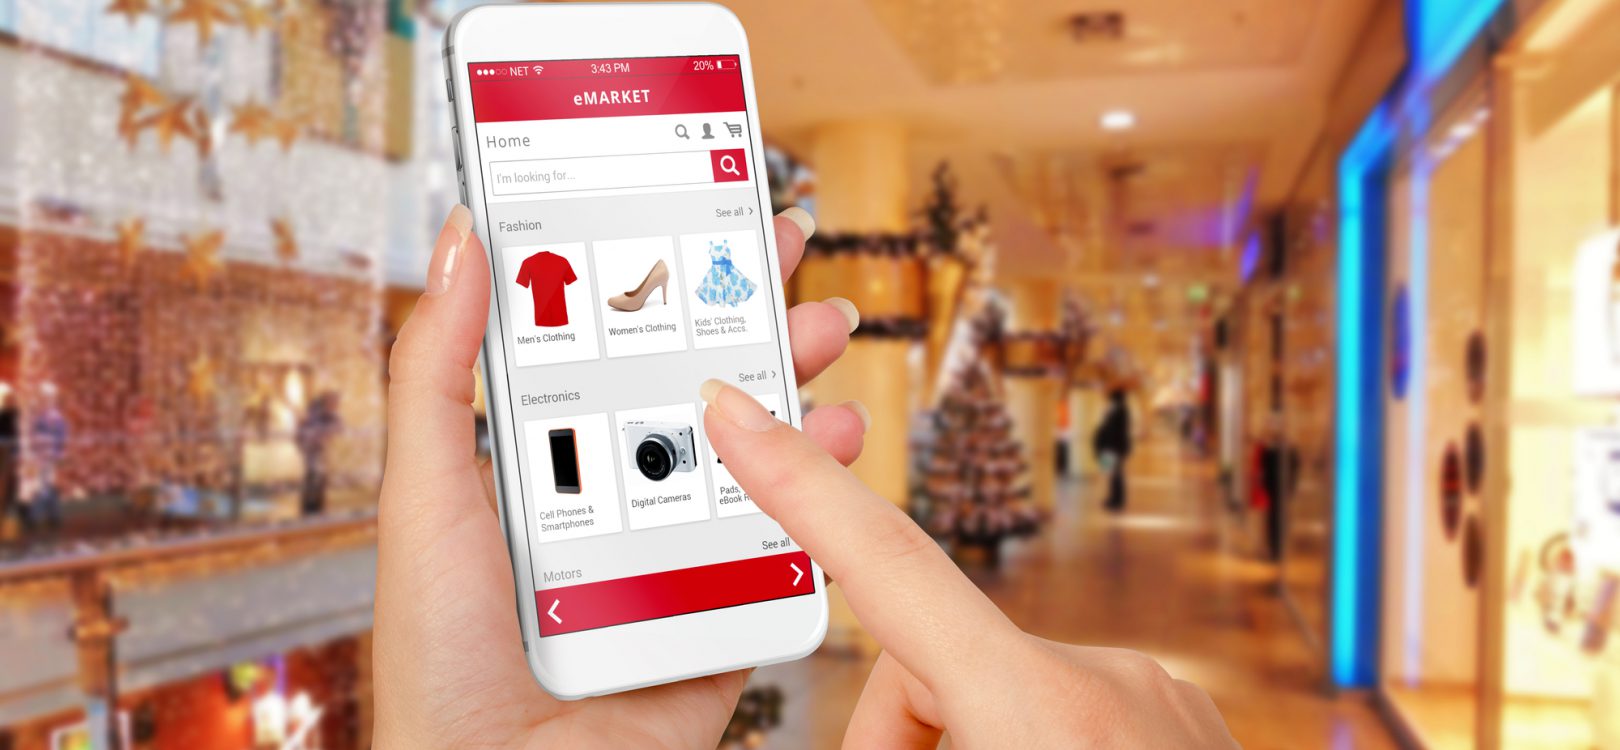 NET 3:43 PM 20%
eMARKET
Home
I'm looking for...
Fashion See all
Men's Clothing
Women's Clothing
Kids' Clothing,
Shoes & Accs.
Electronics See all
Cell Phones &
Smartphones
Digital Cameras
Pads,
eBook
Motors See all